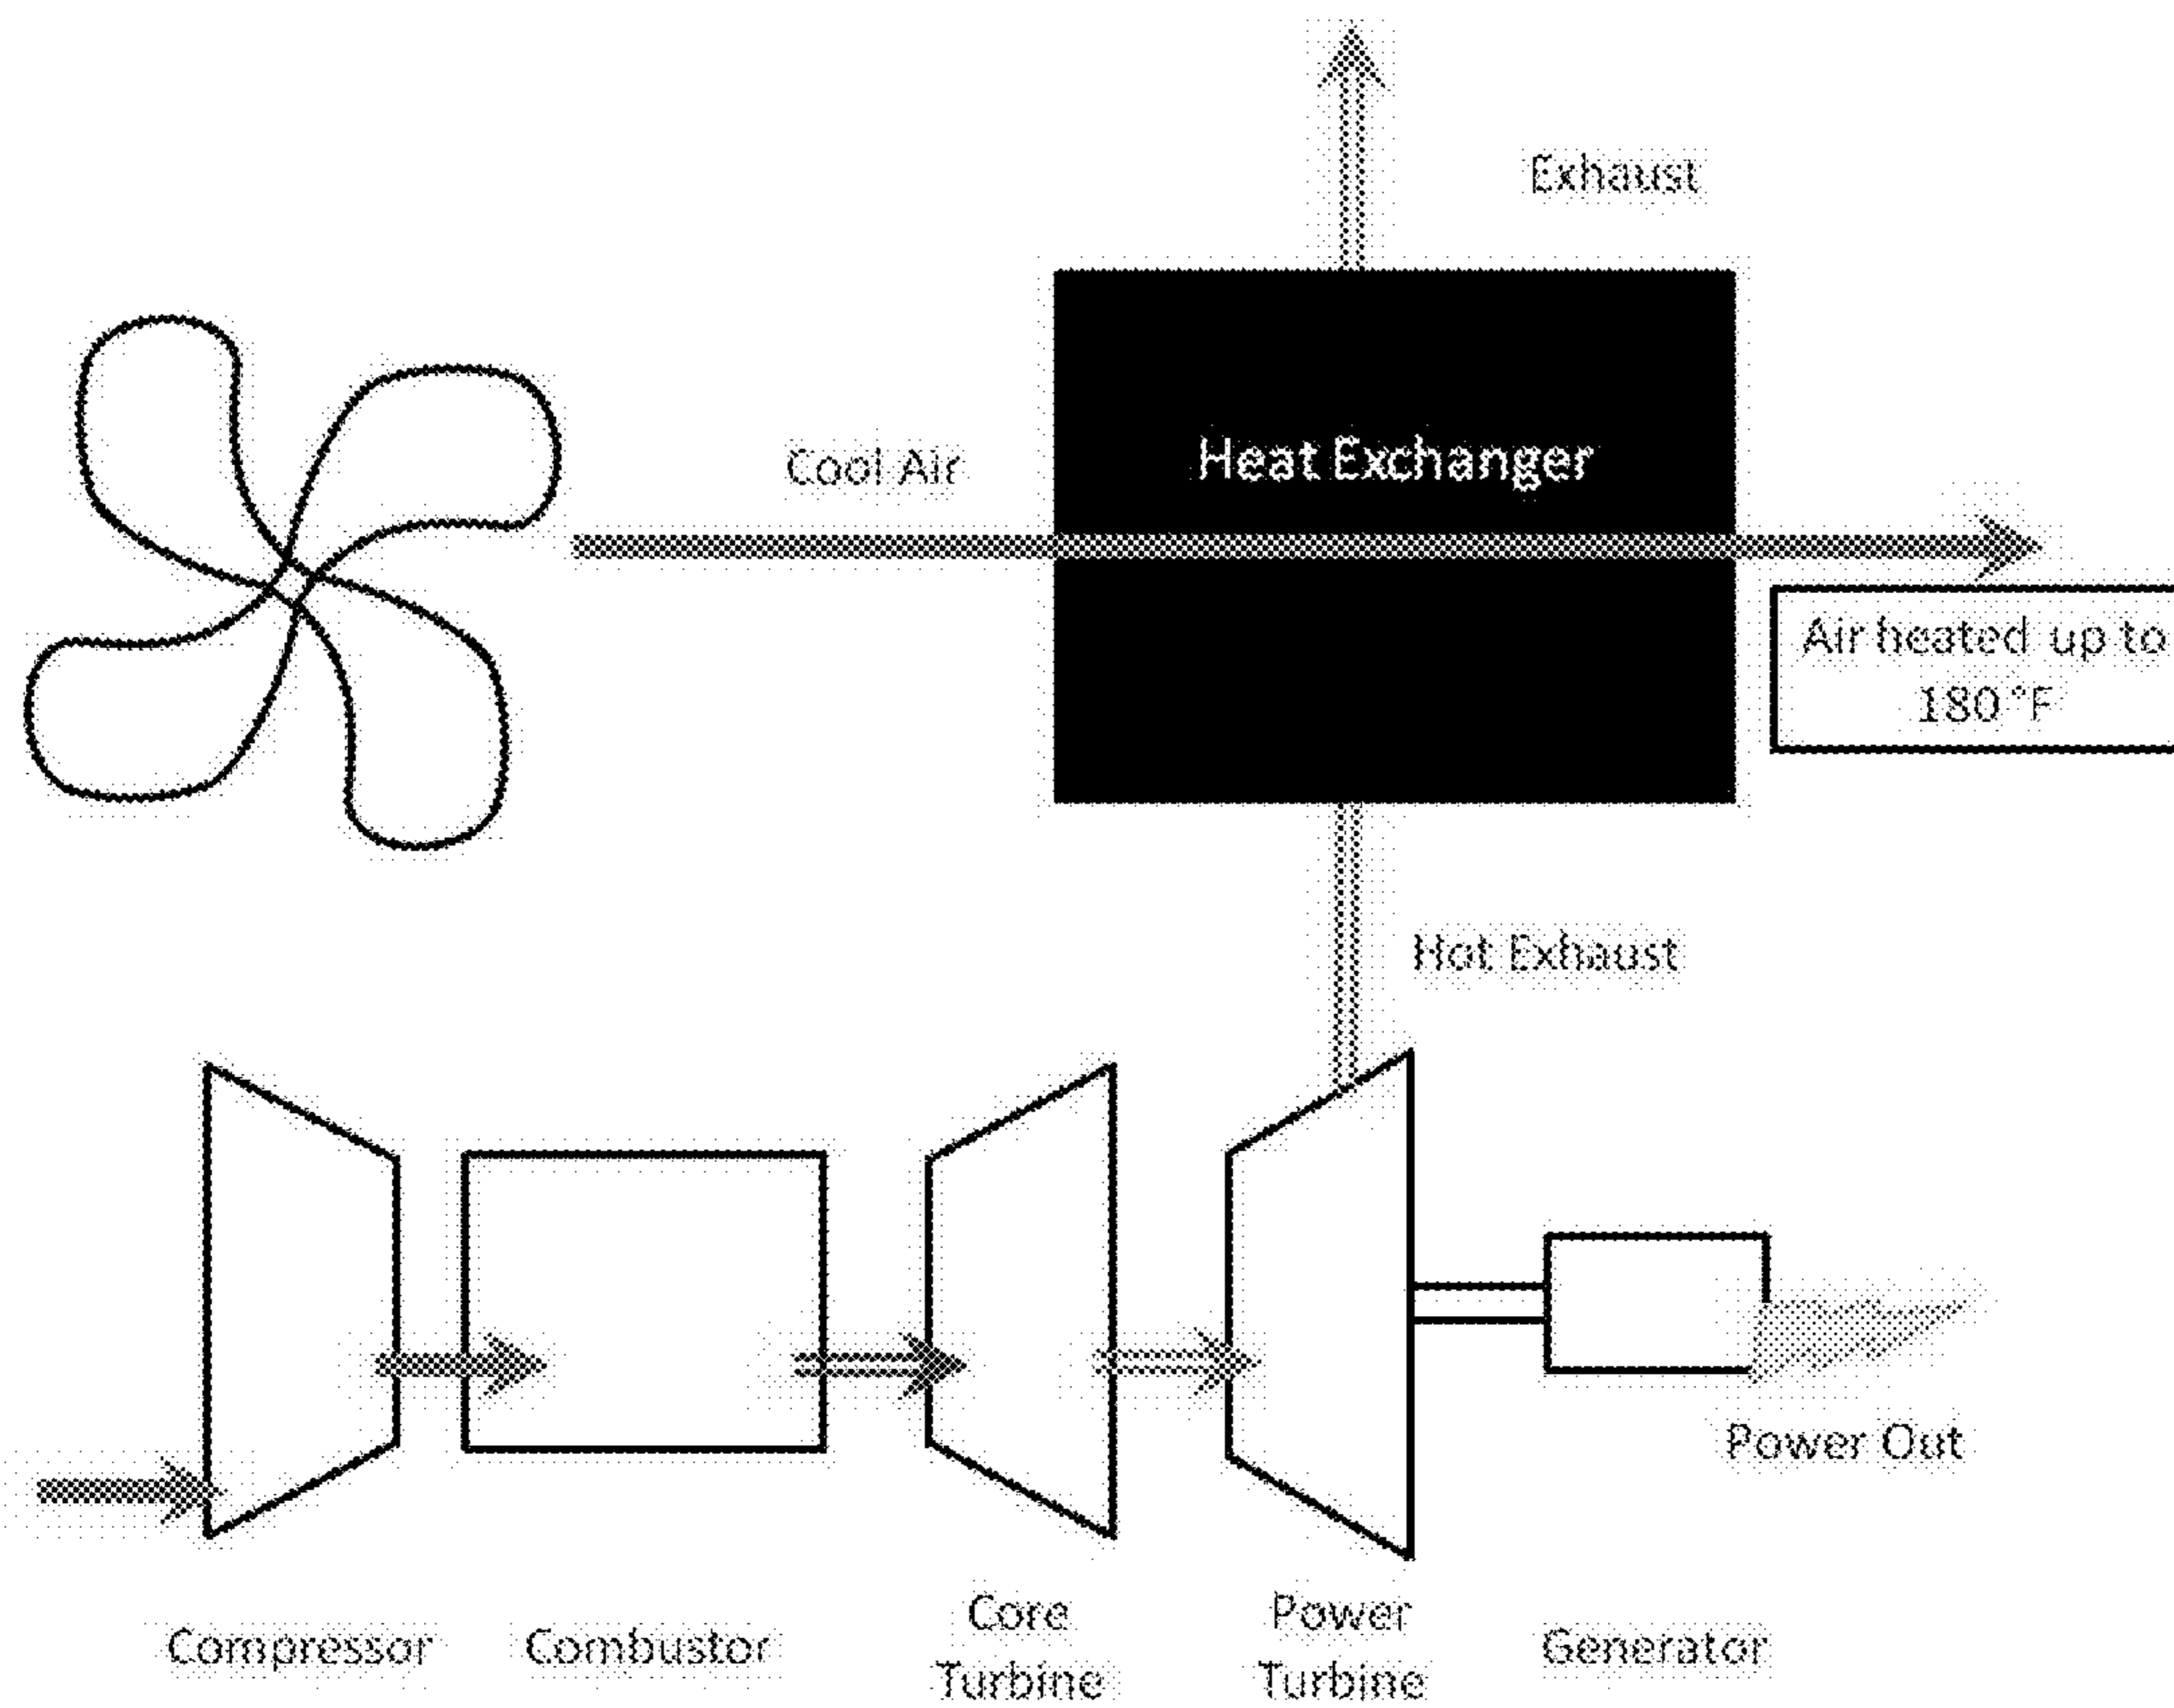 Exhaust
Cool Air
Heat Exchanger
Air heated up to
180 °F
Hot Exhaust
Power Out
Compressor
Combustor
Core
Turbine
Power
Turbine
Generator